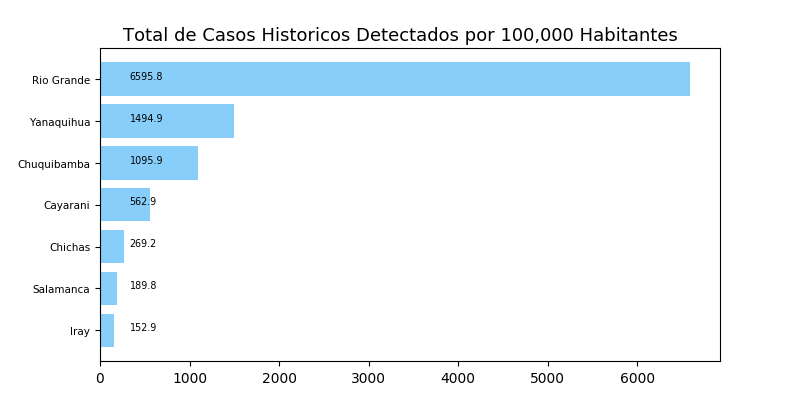 Total de Casos Historicos Detectados por 100,000 Habitantes
Rio Grande 6595.8
Yanaquihua 1494.9
Chuquibamba 1095.9
Cayarani 562.9
Chichas 269.2
Salamanca 189.8
Iray 152.9
0 1000 2000 3000 4000 5000 6000